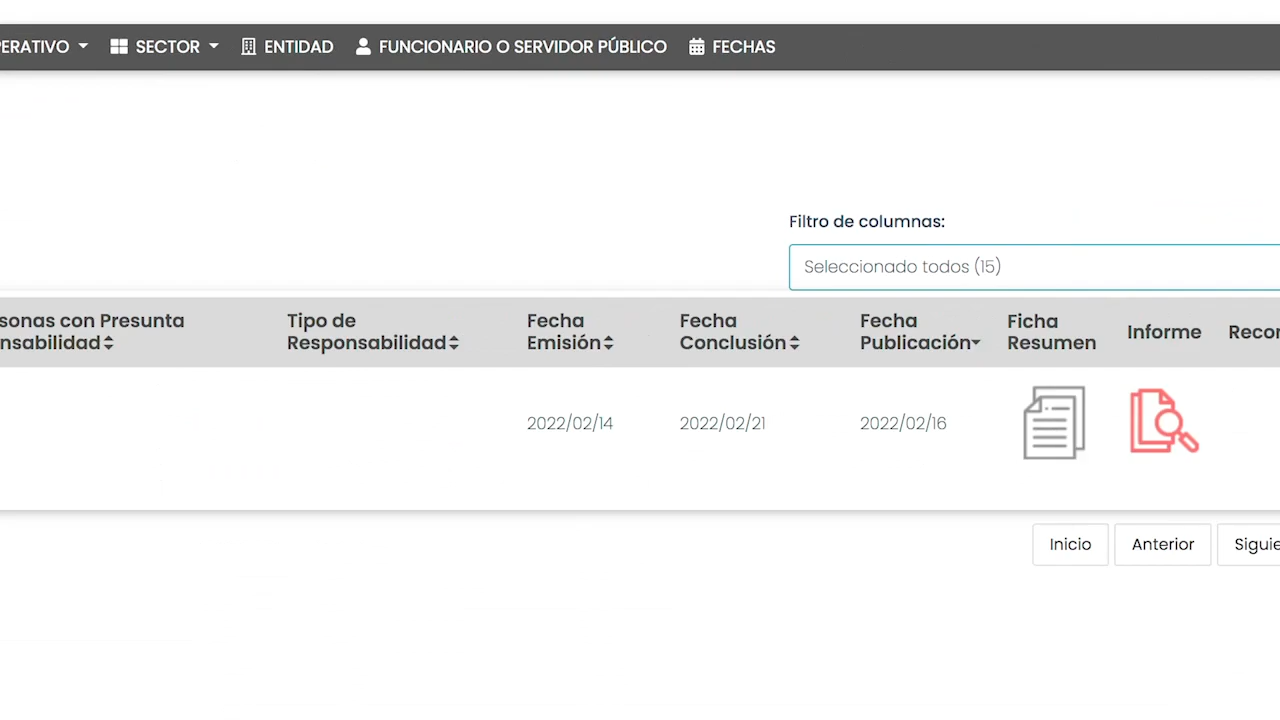 ERATIVO SECTOR ENTIDAD FUNCIONARIO O SERVIDOR PÚBLICO FECHAS
Filtro de columnas:
Seleccionado todos (15)
sonas con Presunta
nsabilidad
Tipo de
Responsabilidad
Fecha
Emisión
Fecha
Conclusión
Fecha
Publicación
Ficha
Resumen
Informe
Recor
2022/02/14 2022/02/21 2022/02/16
Inicio Anterior Siguie